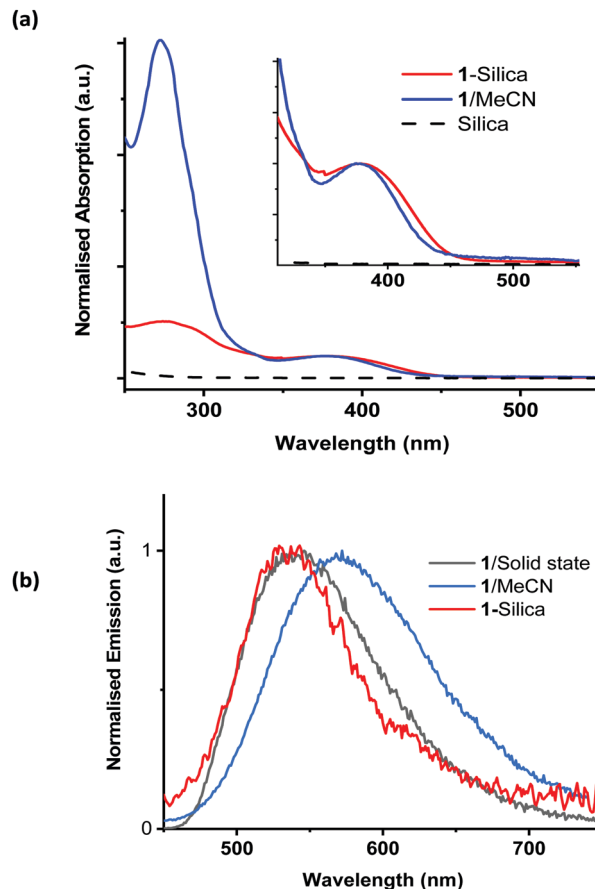 (a)
Normalised Absorption (a.u.)
1-Silica
1/MeCN
Silica
400
500
300
400
500
Wavelength (nm)
(b)
Normalised Emission (a.u.)
1
0
1/Solid state
1/MeCN
1-Silica
500
600
700
Wavelength (nm)